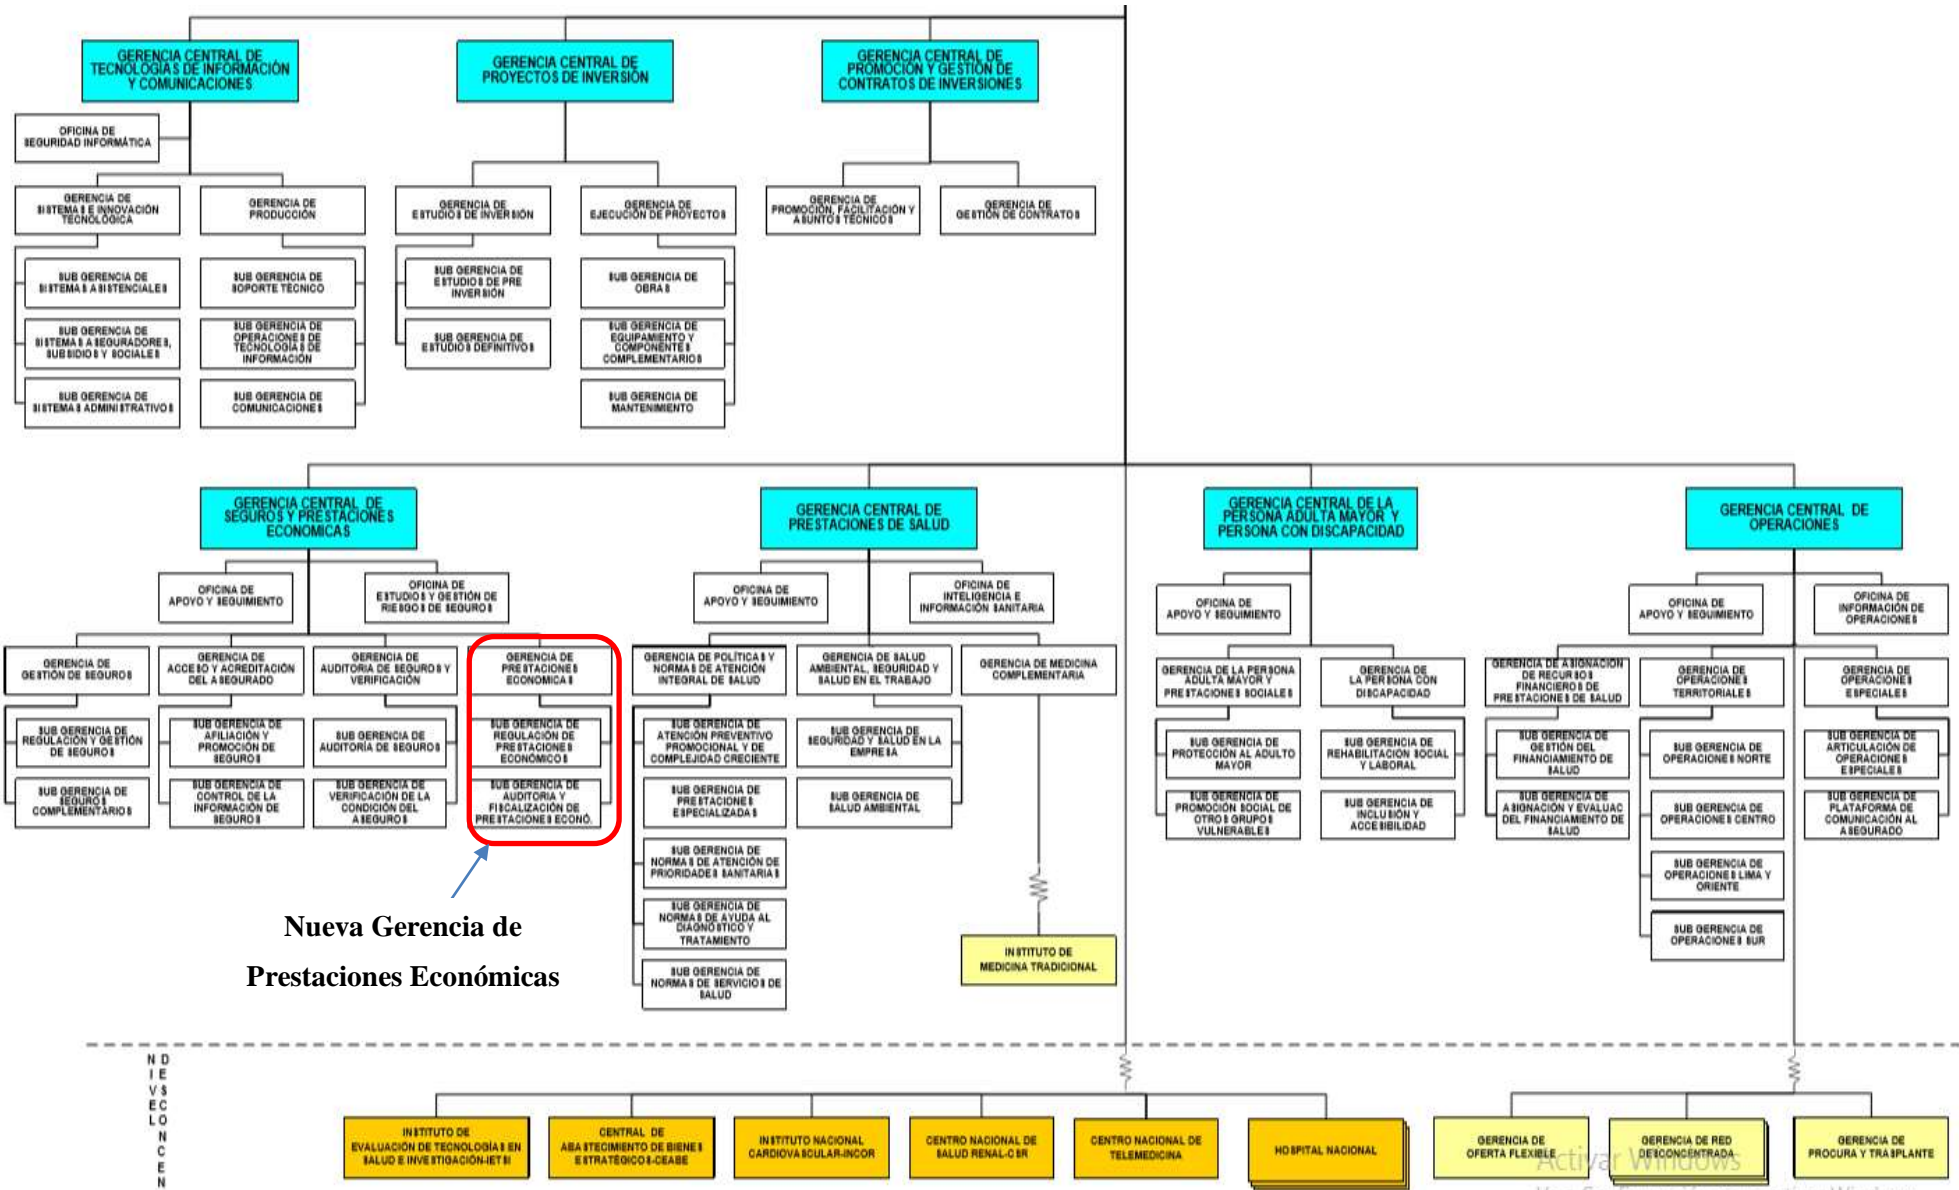 GERENCIA CENTRAL DE
TECNOLOGÍAS DE INFORMACIÓN
Y COMUNICACIONES
GERENCIA CENTRAL DE
PROYECTOS DE INVERSIÓN
GERENCIA CENTRAL DE
PROMOCIÓN Y GESTIÓN DE
CONTRATOS DE INVERSIONES
OFICINA DE
SEGURIDAD INFORMÁTICA
GERENCIA DE
SISTEMAS E INNOVACIÓN
TECNOLÓGICA
GERENCIA DE
PRODUCCIÓN
GERENCIA DE
ESTUDIOS DE INVERSIÓN
GERENCIA DE
EJECUCIÓN DE PROYECTOS
GERENCIA DE
PROMOCIÓN, FACILITACIÓN Y
ASUNTOS TÉCNICOS
GERENCIA DE
GESTIÓN DE CONTRATOS
SUB GERENCIA DE
SISTEMAS ASISTENCIALES
SUB GERENCIA DE
SOPORTE TÉCNICO
SUB GERENCIA DE
ESTUDIOS DE PRE
INVERSIÓN
SUB GERENCIA DE
OBRAS
SUB GERENCIA DE
SISTEMAS ASEGURADORES,
SUBSIDIOS Y SOCIALES
SUB GERENCIA DE
OPERACIONES DE
TECNOLOGÍAS DE
INFORMACIÓN
SUB GERENCIA DE
ESTUDIOS DEFINITIVOS
SUB GERENCIA DE
EQUIPAMIENTO Y
COMPONENTES
COMPLEMENTARIOS
SUB GERENCIA DE
SISTEMAS ADMINISTRATIVOS
SUB GERENCIA DE
COMUNICACIONES
SUB GERENCIA DE
MANTENIMIENTO
GERENCIA CENTRAL DE
SEGUROS Y PRESTACIONES
ECONOMICAS
GERENCIA CENTRAL DE
PRESTACIONES DE SALUD
GERENCIA CENTRAL DE LA
PERSONA ADULTA MAYOR Y
PERSONA CON DISCAPACIDAD
GERENCIA CENTRAL DE
OPERACIONES
OFICINA DE
APOYO Y SEGUIMIENTO
OFICINA DE
ESTUDIOS Y GESTIÓN DE
RIESGOS DE SEGUROS
OFICINA DE
APOYO Y SEGUIMIENTO
OFICINA DE
INTELIGENCIA E
INFORMACIÓN SANITARIA
OFICINA DE
APOYO Y SEGUIMIENTO
OFICINA DE
APOYO Y SEGUIMIENTO
OFICINA DE
INFORMACIÓN DE
OPERACIONES
GERENCIA DE
GESTIÓN DE SEGUROS
GERENCIA DE
ACCESO Y ACREDITACIÓN
DEL ASEGURADO
GERENCIA DE
AUDITORIA DE SEGUROS Y
VERIFICACIÓN
GERENCIA DE
PRESTACIONES
ECONOMICAS
GERENCIA DE POLÍTICAS Y
NORMAS DE ATENCIÓN
INTEGRAL DE SALUD
GERENCIA DE SALUD
AMBIENTAL, SEGURIDAD Y
SALUD EN EL TRABAJO
GERENCIA DE MEDICINA
COMPLEMENTARIA
GERENCIA DE LA PERSONA
ADULTA MAYOR Y
PRESTACIONES SOCIALES
GERENCIA DE
LA PERSONA CON
DISCAPACIDAD
GERENCIA DE ASIGNACION
DE RECURSOS
FINANCIEROS DE
PRESTACIONES DE SALUD
GERENCIA DE
OPERACIONES
TERRITORIALES
GERENCIA DE
OPERACIONES
ESPECIALES
SUB GERENCIA DE
REGULACIÓN Y GESTIÓN
DE SEGUROS
SUB GERENCIA DE
AFILIACIÓN Y
PROMOCIÓN DE
SEGUROS
SUB GERENCIA DE
AUDITORÍA DE SEGUROS
SUB GERENCIA DE
REGULACIÓN DE
PRESTACIONES
ECONÓMICOS
SUB GERENCIA DE
ATENCIÓN PREVENTIVO
PROMOCIONAL Y DE
COMPLEJIDAD CRECIENTE
SUB GERENCIA DE
SEGURIDAD Y SALUD EN LA
EMPRESA
SUB GERENCIA DE
PROTECCIÓN AL ADULTO
MAYOR
SUB GERENCIA DE
REHABILITACIÓN SOCIAL
Y LABORAL
SUB GERENCIA DE
GESTIÓN DEL
FINANCIAMIENTO DE
SALUD
SUB GERENCIA DE
OPERACIONES NORTE
SUB GERENCIA DE
ARTICULACIÓN DE
OPERACIONES
ESPECIALES
SUB GERENCIA DE
SEGUROS
COMPLEMENTARIOS
SUB GERENCIA DE
CONTROL DE LA
INFORMACIÓN DE
SEGUROS
SUB GERENCIA DE
VERIFICACIÓN DE LA
CONDICIÓN DEL
ASEGUROS
SUB GERENCIA DE
AUDITORIA Y
FISCALIZACIÓN DE
PRESTACIONES ECONÓ.
SUB GERENCIA DE
PRESTACIONES
ESPECIALIZADAS
SUB GERENCIA DE
SALUD AMBIENTAL
SUB GERENCIA DE
PROMOCIÓN SOCIAL DE
OTROS GRUPOS
VULNERABLES
SUB GERENCIA DE
INCLUSIÓN Y
ACCESIBILIDAD
SUB GERENCIA DE
ASIGNACIÓN Y EVALUAC
DEL FINANCIAMIENTO DE
SALUD
SUB GERENCIA DE
OPERACIONES CENTRO
SUB GERENCIA DE
PLATAFORMA DE
COMUNICACIÓN AL
ASEGURADO
SUB GERENCIA DE
NORMAS DE ATENCIÓN DE
PRIORIDADES SANITARIAS
SUB GERENCIA DE
OPERACIONES LIMA Y
ORIENTE
SUB GERENCIA DE
NORMAS DE AYUDA AL
DIAGNÓSTICO Y
TRATAMIENTO
SUB GERENCIA DE
OPERACIONES SUR
Nueva Gerencia de
Prestaciones Económicas
SUB GERENCIA DE
NORMAS DE SERVICIOS DE
SALUD
INSTITUTO DE
MEDICINA TRADICIONAL
NIVEL
DESCONCEN
INSTITUTO DE
EVALUACIÓN DE TECNOLOGÍAS EN
SALUD E INVESTIGACIÓN-IETSI
CENTRAL DE
ABASTECIMIENTO DE BIENES
ESTRATÉGICOS-CEABE
INSTITUTO NACIONAL
CARDIOVASCULAR-INCOR
CENTRO NACIONAL DE
SALUD RENAL-CSR
CENTRO NACIONAL DE
TELEMEDICINA
HOSPITAL NACIONAL
GERENCIA DE
OFERTA FLEXIBLE
GERENCIA DE RED
DESCONCENTRADA
GERENCIA DE
PROCURA Y TRASPLANTE
Activar Windows